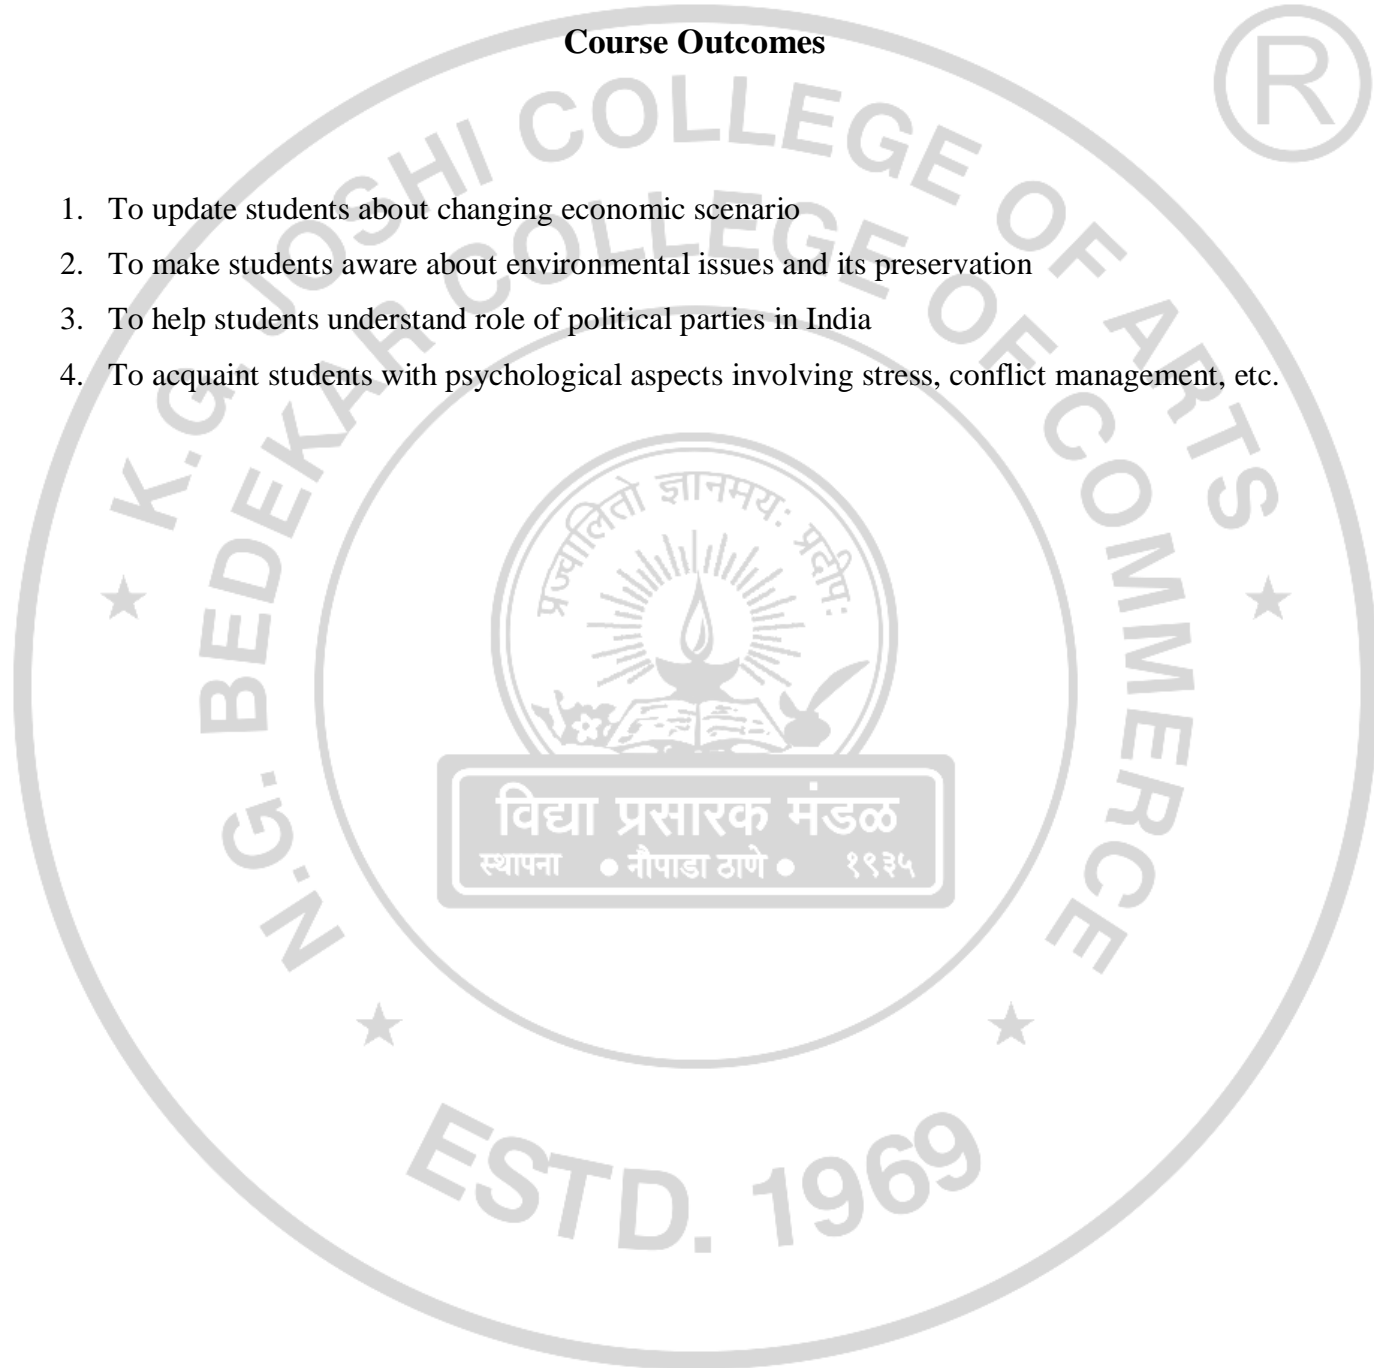 Course Outcomes
®
K.G. JOSHI COLLEGE OF ARTS
N.G. BEDEKAR COLLEGE OF COMMERCE
1. To update students about changing economic scenario
2. To make students aware about environmental issues and its preservation
3. To help students understand role of political parties in India
4. To acquaint students with psychological aspects involving stress, conflict management, etc.
प्रज्वालितो ज्ञानमयः प्रदीपः
विद्या प्रसारक मंडळ
स्थापना ● नौपाडा ठाणे ● १९३५
ESTD. 1969